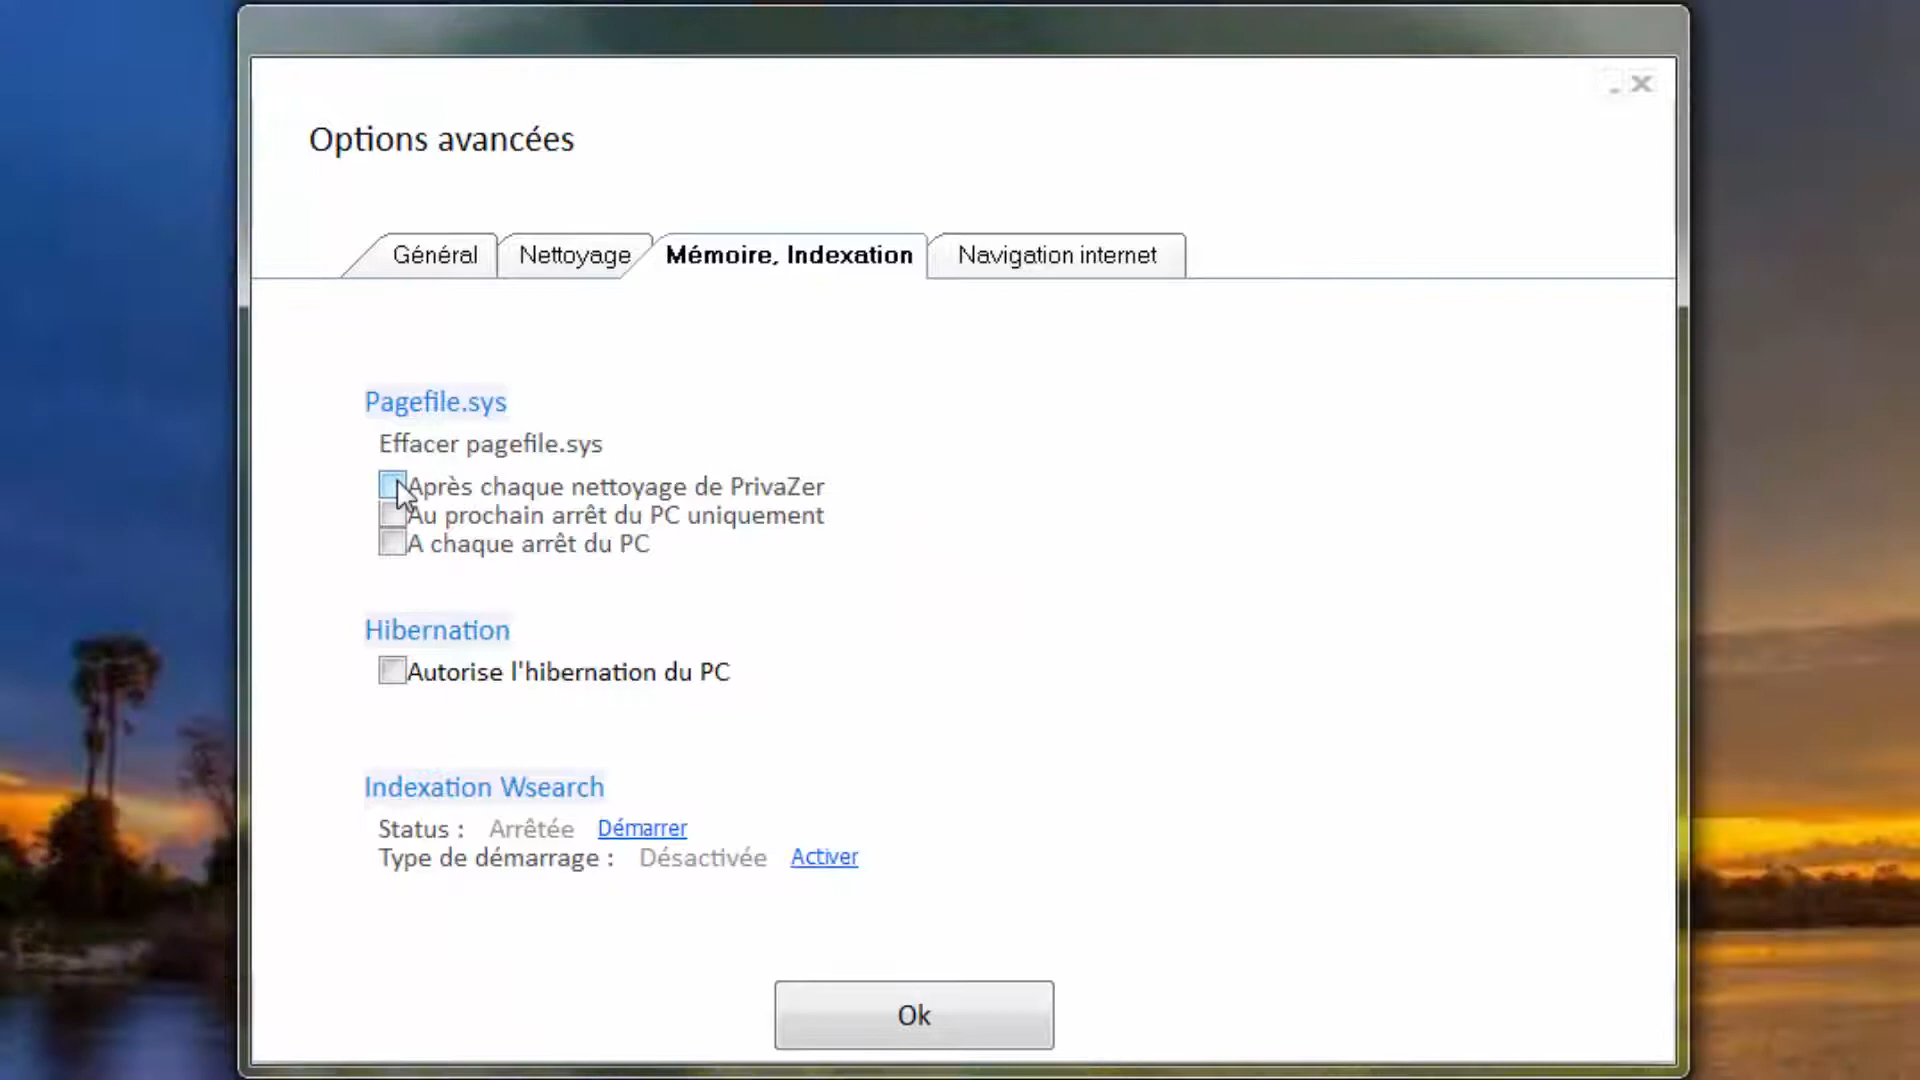 Options avancées
Général Nettoyage Mémoire, Indexation Navigation internet
Pagefile.sys
Effacer pagefile.sys
Après chaque nettoyage de PrivaZer
Au prochain arrêt du PC uniquement
A chaque arrêt du PC
Hibernation
Autorise l'hibernation du PC
Indexation Wsearch
Status : Arrêtée Démarrer
Type de démarrage : Désactivée Activer
Ok